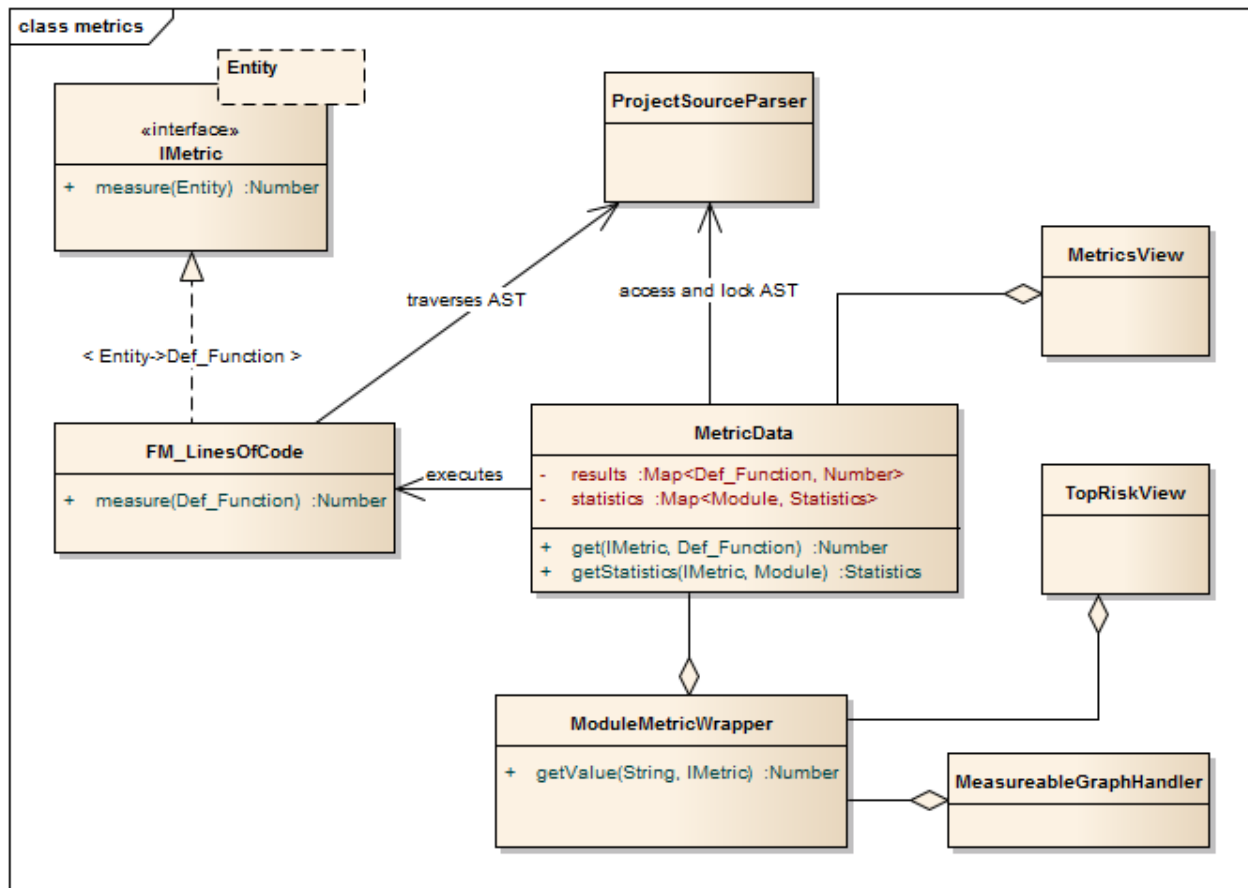 class metrics
Entity
«interface»
IMetric
+ measure(Entity) :Number
ProjectSourceParser
MetricsView
traverses AST
access and lock AST
< Entity->Def_Function >
FM_LinesOfCode
+ measure(Def_Function) :Number
executes
MetricData
- results :Map<Def_Function, Number>
- statistics :Map<Module, Statistics>
+ get(IMetric, Def_Function) :Number
+ getStatistics(IMetric, Module) :Statistics
TopRiskView
ModuleMetricWrapper
+ getValue(String, IMetric) :Number
MeasureableGraphHandler